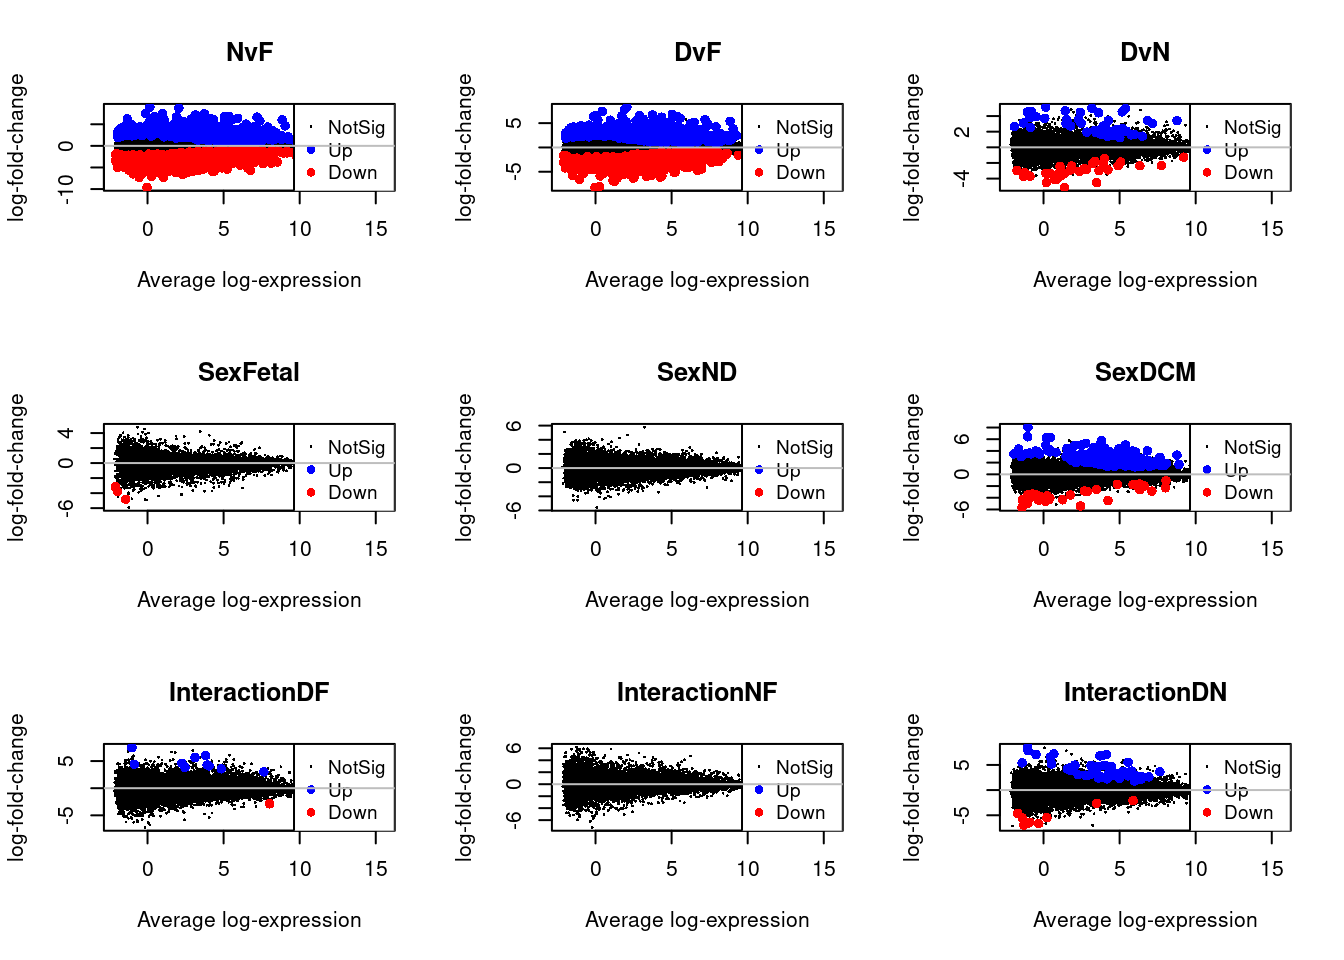 NvF
log-fold-change
0
-10
NotSig
Up
Down
0 5 10 15
Average log-expression
DvF
log-fold-change
5
-5
NotSig
Up
Down
0 5 10 15
Average log-expression
DvN
log-fold-change
2
-4
NotSig
Up
Down
0 5 10 15
Average log-expression
SexFetal
log-fold-change
4
0
-6
NotSig
Up
Down
0 5 10 15
Average log-expression
SexND
log-fold-change
6
0
-6
NotSig
Up
Down
0 5 10 15
Average log-expression
SexDCM
log-fold-change
6
0
-6
NotSig
Up
Down
0 5 10 15
Average log-expression
InteractionDF
log-fold-change
5
-5
NotSig
Up
Down
0 5 10 15
Average log-expression
InteractionNF
log-fold-change
6
0
-6
NotSig
Up
Down
0 5 10 15
Average log-expression
InteractionDN
log-fold-change
5
-5
NotSig
Up
Down
0 5 10 15
Average log-expression